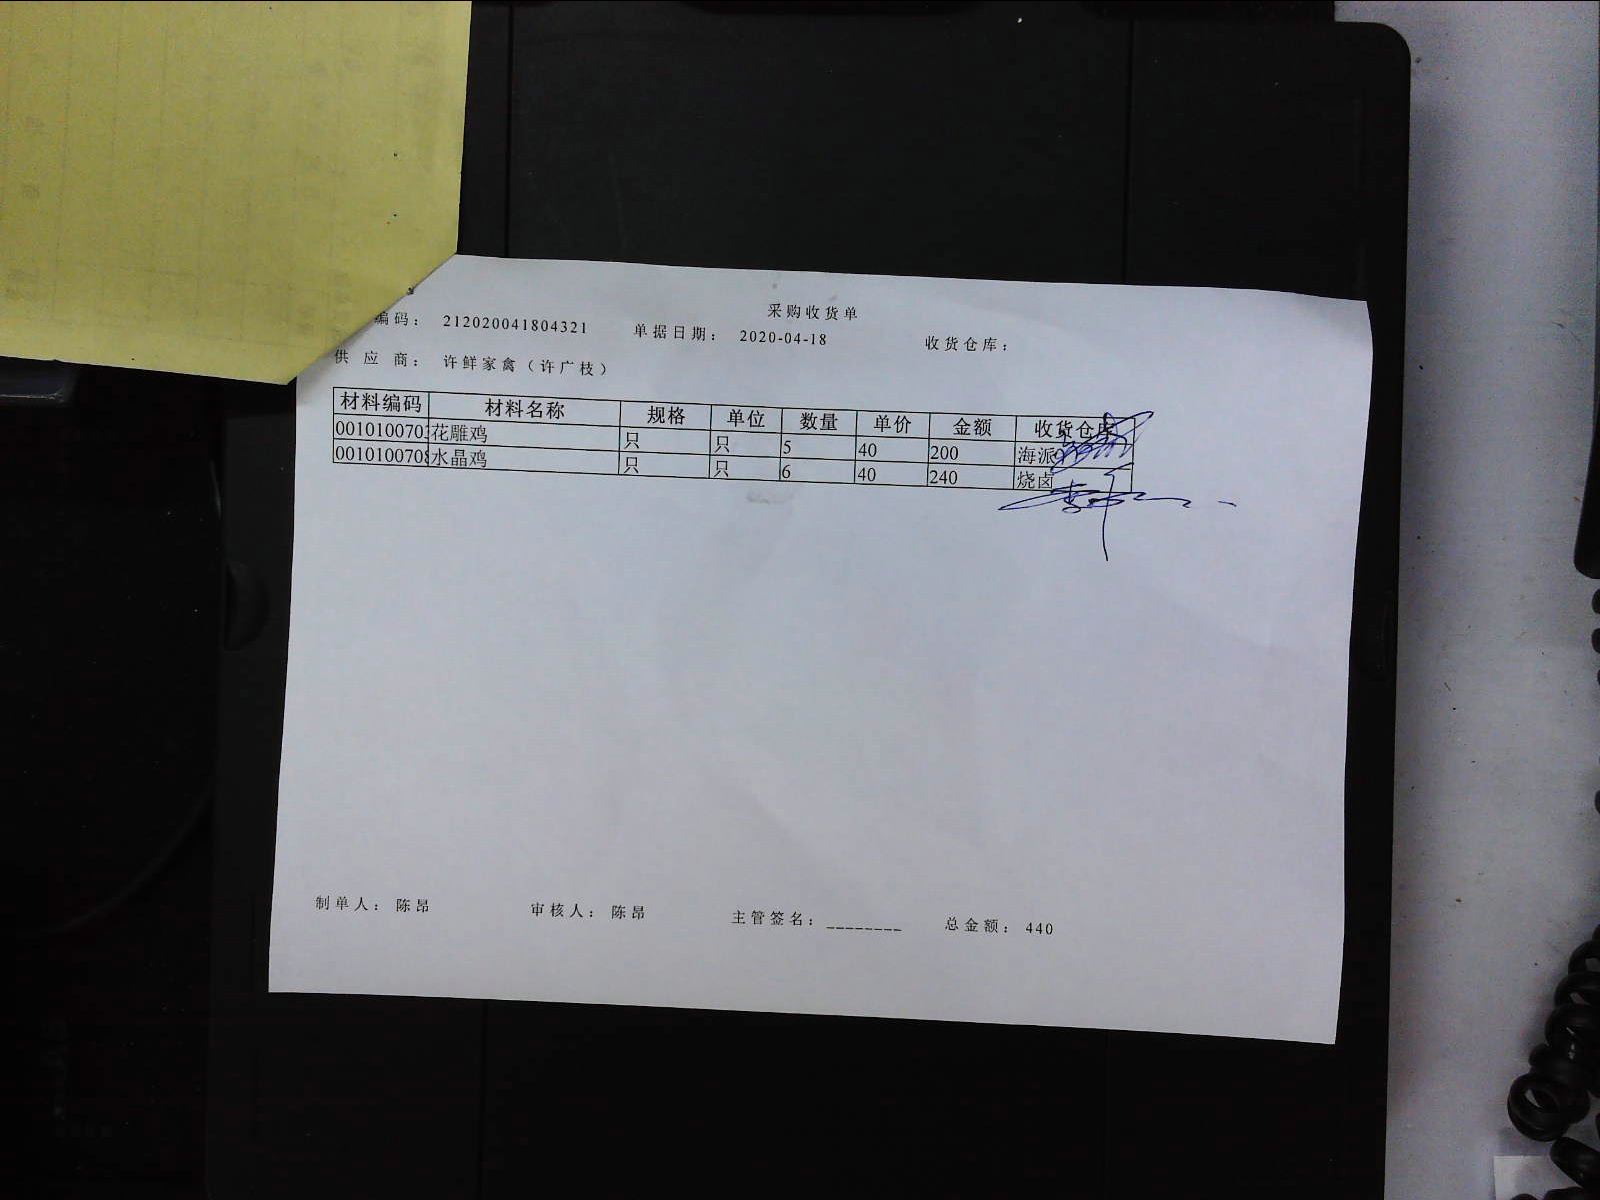 采购收货单
编码： 212020041804321 单据日期： 2020-04-18 收货仓库：
供应商： 许鲜家禽（许广枝）
材料编码 材料名称 规格 单位 数量 单价 金额 收货仓库
0010100703 花雕鸡 只 只 5 40 200 海派
0010100708 水晶鸡 只 只 6 40 240 烧卤
制单人： 陈昂 审核人： 陈昂 主管签名：________ 总金额： 440